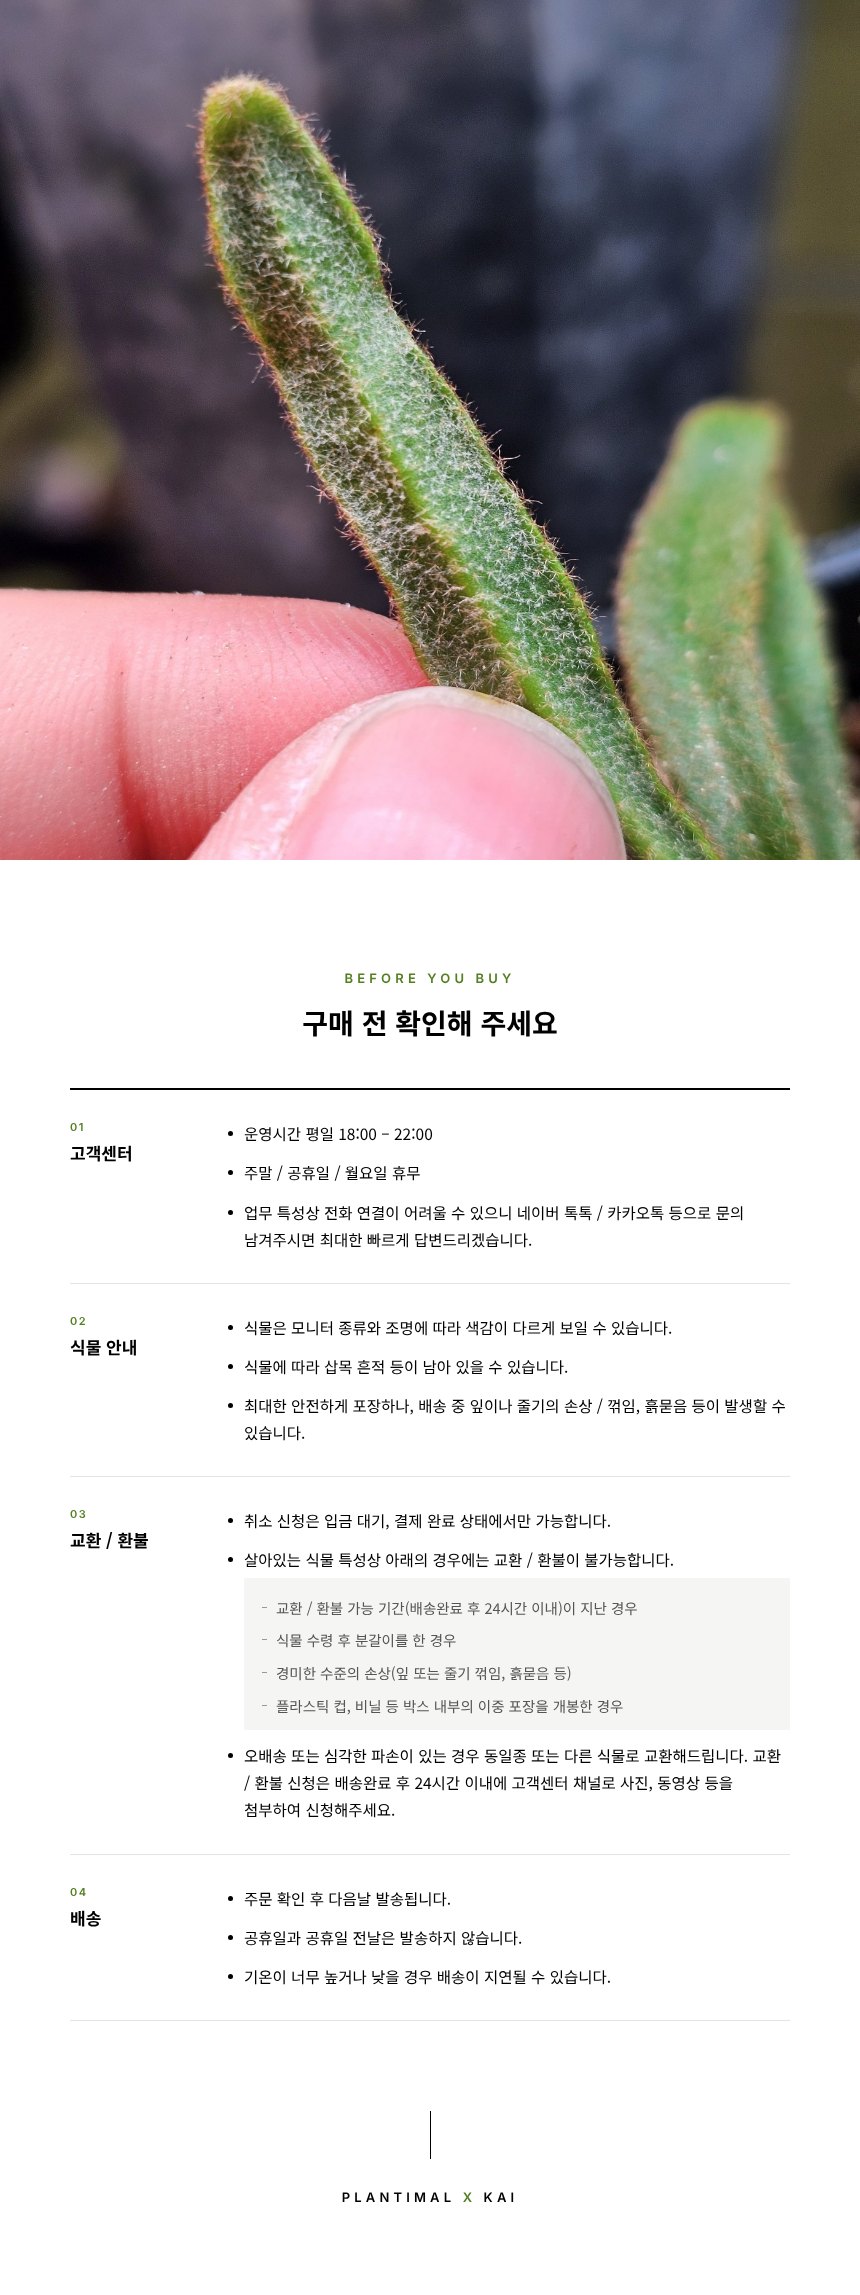 BEFORE YOU BUY
구매 전 확인해 주세요
01
고객센터
운영시간 평일 18:00 – 22:00
주말 / 공휴일 / 월요일 휴무
업무 특성상 전화 연결이 어려울 수 있으니 네이버 톡톡 / 카카오톡 등으로 문의
남겨주시면 최대한 빠르게 답변드리겠습니다.
02
식물 안내
식물은 모니터 종류와 조명에 따라 색감이 다르게 보일 수 있습니다.
식물에 따라 삽목 흔적 등이 남아 있을 수 있습니다.
최대한 안전하게 포장하나, 배송 중 잎이나 줄기의 손상 / 꺾임, 흙묻음 등이 발생할 수
있습니다.
03
교환 / 환불
취소 신청은 입금 대기, 결제 완료 상태에서만 가능합니다.
살아있는 식물 특성상 아래의 경우에는 교환 / 환불이 불가능합니다.
– 교환 / 환불 가능 기간(배송완료 후 24시간 이내)이 지난 경우
– 식물 수령 후 분갈이를 한 경우
– 경미한 수준의 손상(잎 또는 줄기 꺾임, 흙묻음 등)
– 플라스틱 컵, 비닐 등 박스 내부의 이중 포장을 개봉한 경우
오배송 또는 심각한 파손이 있는 경우 동일종 또는 다른 식물로 교환해드립니다. 교환
/ 환불 신청은 배송완료 후 24시간 이내에 고객센터 채널로 사진, 동영상 등을
첨부하여 신청해주세요.
04
배송
주문 확인 후 다음날 발송됩니다.
공휴일과 공휴일 전날은 발송하지 않습니다.
기온이 너무 높거나 낮을 경우 배송이 지연될 수 있습니다.
PLANTIMAL X KAI